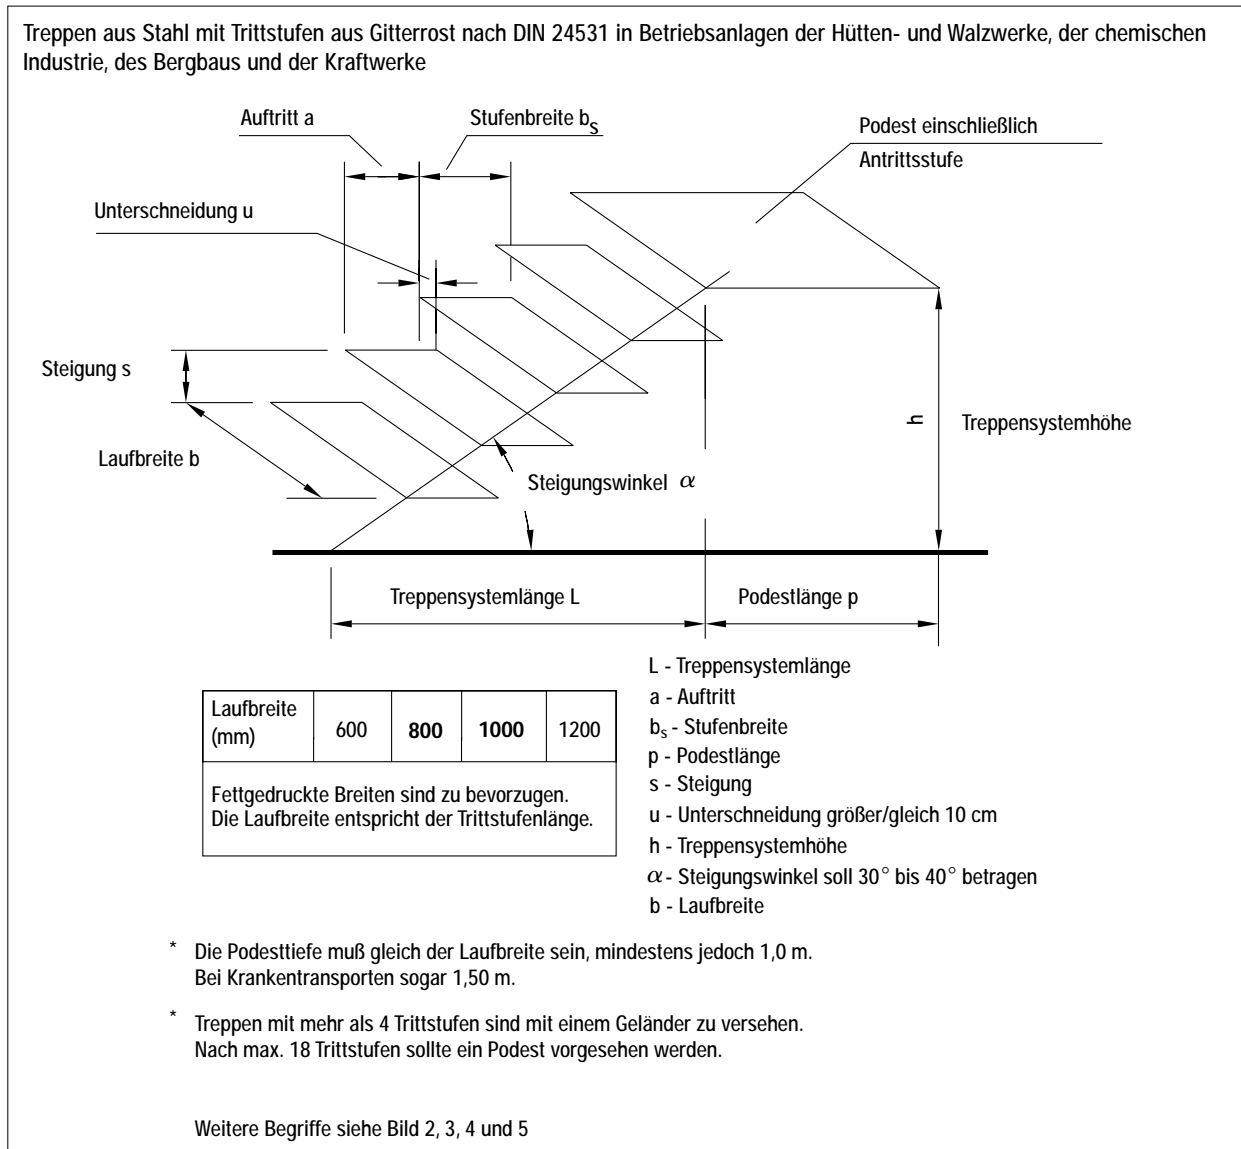 Treppen aus Stahl mit Trittstufen aus Gitterrost nach DIN 24531 in Betriebsanlagen der Hütten- und Walzwerke, der chemischen
Industrie, des Bergbaus und der Kraftwerke
Auftritt a
Stufenbreite bs
Podest einschließlich
Antrittsstufe
Unterschneidung u
Steigung s
Laufbreite b
Steigungswinkel α
h
Treppensystemhöhe
Treppensystemlänge L
Podestlänge p
Laufbreite
(mm)
600
800
1000
1200
Fettgedruckte Breiten sind zu bevorzugen.
Die Laufbreite entspricht der Trittstufenlänge.
L - Treppensystemlänge
a - Auftritt
bs - Stufenbreite
p - Podestlänge
s - Steigung
u - Unterschneidung größer/gleich 10 cm
h - Treppensystemhöhe
α - Steigungswinkel soll 30° bis 40° betragen
b - Laufbreite
* Die Podesttiefe muß gleich der Laufbreite sein, mindestens jedoch 1,0 m.
Bei Krankentransporten sogar 1,50 m.
* Treppen mit mehr als 4 Trittstufen sind mit einem Geländer zu versehen.
Nach max. 18 Trittstufen sollte ein Podest vorgesehen werden.
Weitere Begriffe siehe Bild 2, 3, 4 und 5